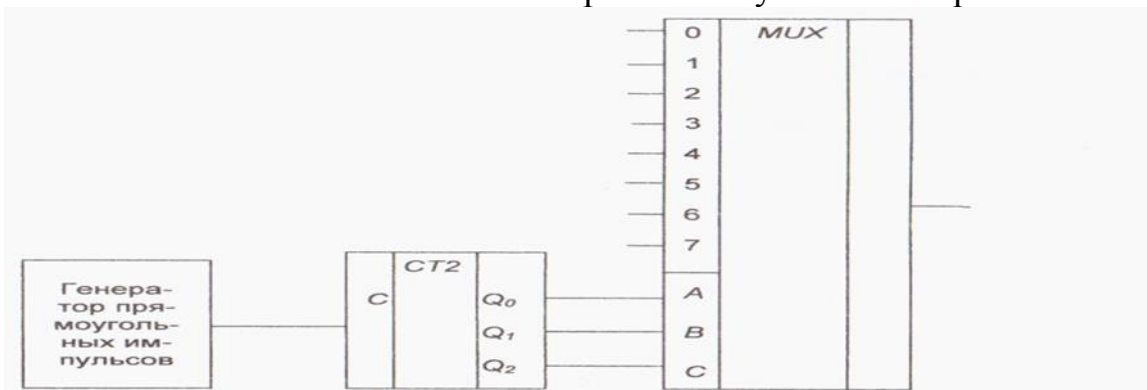 0 MUX
1
2
3
4
5
6
7
CT2
Генера-
тор пря-
моуголь-
ных им-
пульсов
C
Q0
Q1
Q2
A
B
C